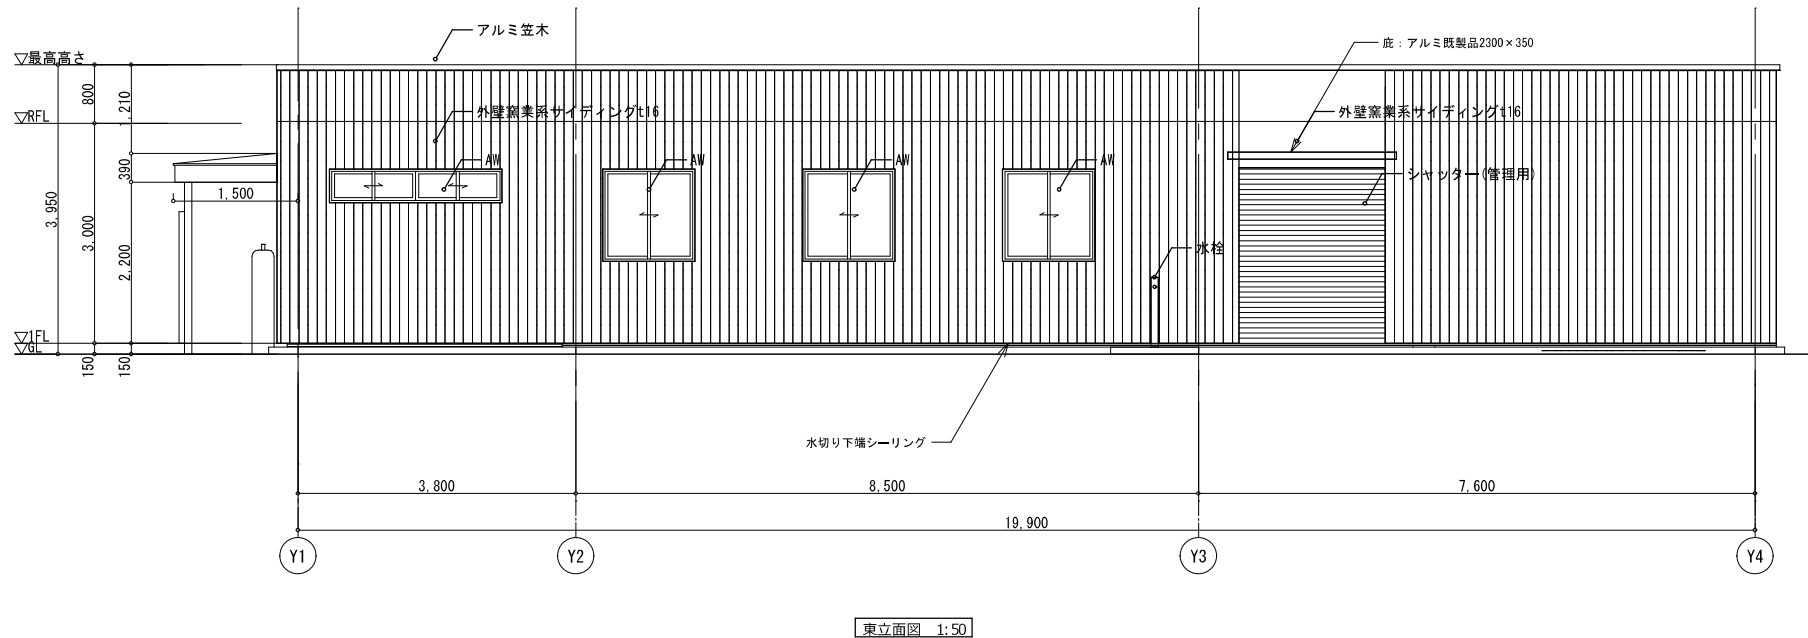 アルミ笠木
庇：アルミ既製品2300×350
▽最高高さ
800
1,210
▽RFL
外壁窯業系サイディングt16
外壁窯業系サイディングt16
390
AW
AW
AW
AW
シャッター(管理用)
1,500
3,950
3,000
2,200
水栓
▽1FL
▽GL
150
150
水切り下端シーリング
3,800
8,500
7,600
19,900
Y1
Y2
Y3
Y4
東立面図 1:50